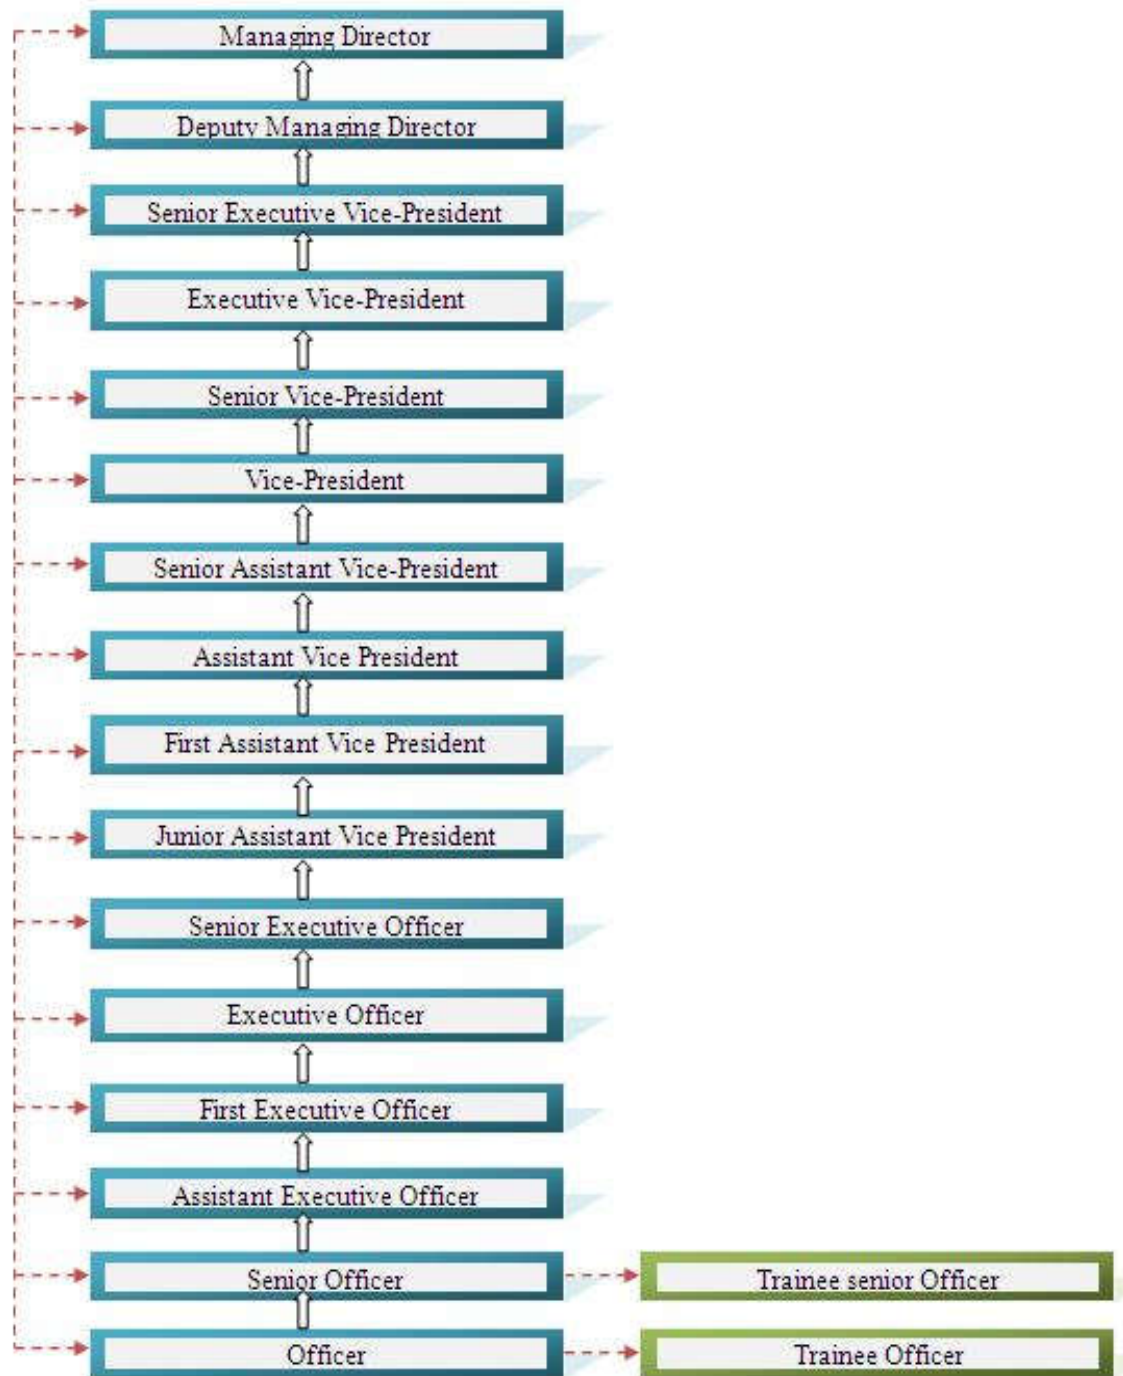 Managing Director
Deputy Managing Director
Senior Executive Vice-President
Executive Vice-President
Senior Vice-President
Vice-President
Senior Assistant Vice-President
Assistant Vice President
First Assistant Vice President
Junior Assistant Vice President
Senior Executive Officer
Executive Officer
First Executive Officer
Assistant Executive Officer
Senior Officer
Trainee senior Officer
Officer
Trainee Officer